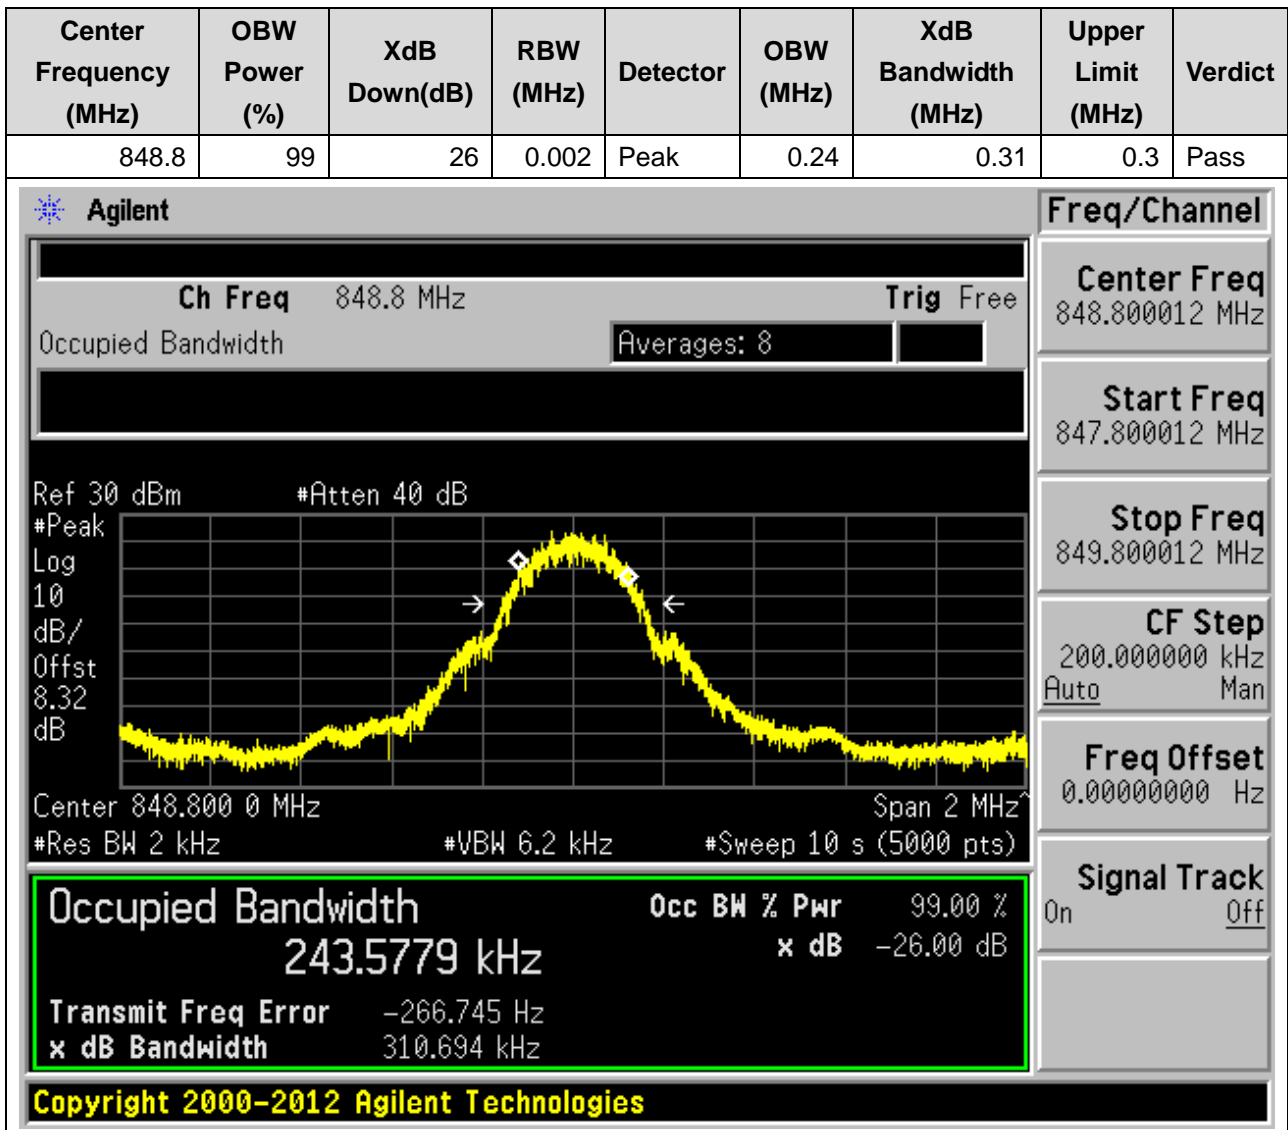 Center Frequency (MHz) OBW Power (%) XdB Down(dB) RBW (MHz) Detector OBW (MHz) XdB Bandwidth (MHz) Upper Limit (MHz) Verdict
848.8 99 26 0.002 Peak 0.24 0.31 0.3 Pass
Agilent
Freq/Channel
Ch Freq 848.8 MHz Trig Free
Occupied Bandwidth Averages: 8
Center Freq
848.800012 MHz
Start Freq
847.800012 MHz
Stop Freq
849.800012 MHz
CF Step
200.000000 kHz
Auto Man
Freq Offset
0.00000000 Hz
Signal Track
On Off
Ref 30 dBm #Atten 40 dB
#Peak
Log
10
dB/
Offst
8.32
dB
Center 848.800 0 MHz Span 2 MHz^
#Res BW 2 kHz #VBW 6.2 kHz #Sweep 10 s (5000 pts)
Occupied Bandwidth Occ BW % Pwr 99.00 %
243.5779 kHz x dB -26.00 dB
Transmit Freq Error -266.745 Hz
x dB Bandwidth 310.694 kHz
Copyright 2000-2012 Agilent Technologies